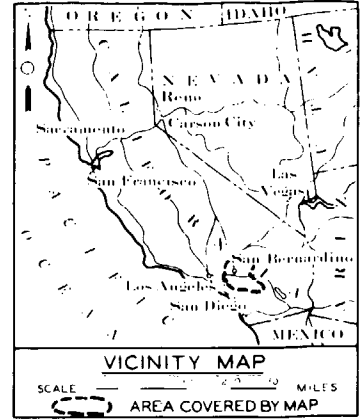 OREGON IDAHO
NEVADA
Reno
Sacramento
Carson City
San Francisco
Las
Vegas
San Bernardino
Los Angeles
San Diego
MEXICO
VICINITY MAP
SCALE MILES
AREA COVERED BY MAP